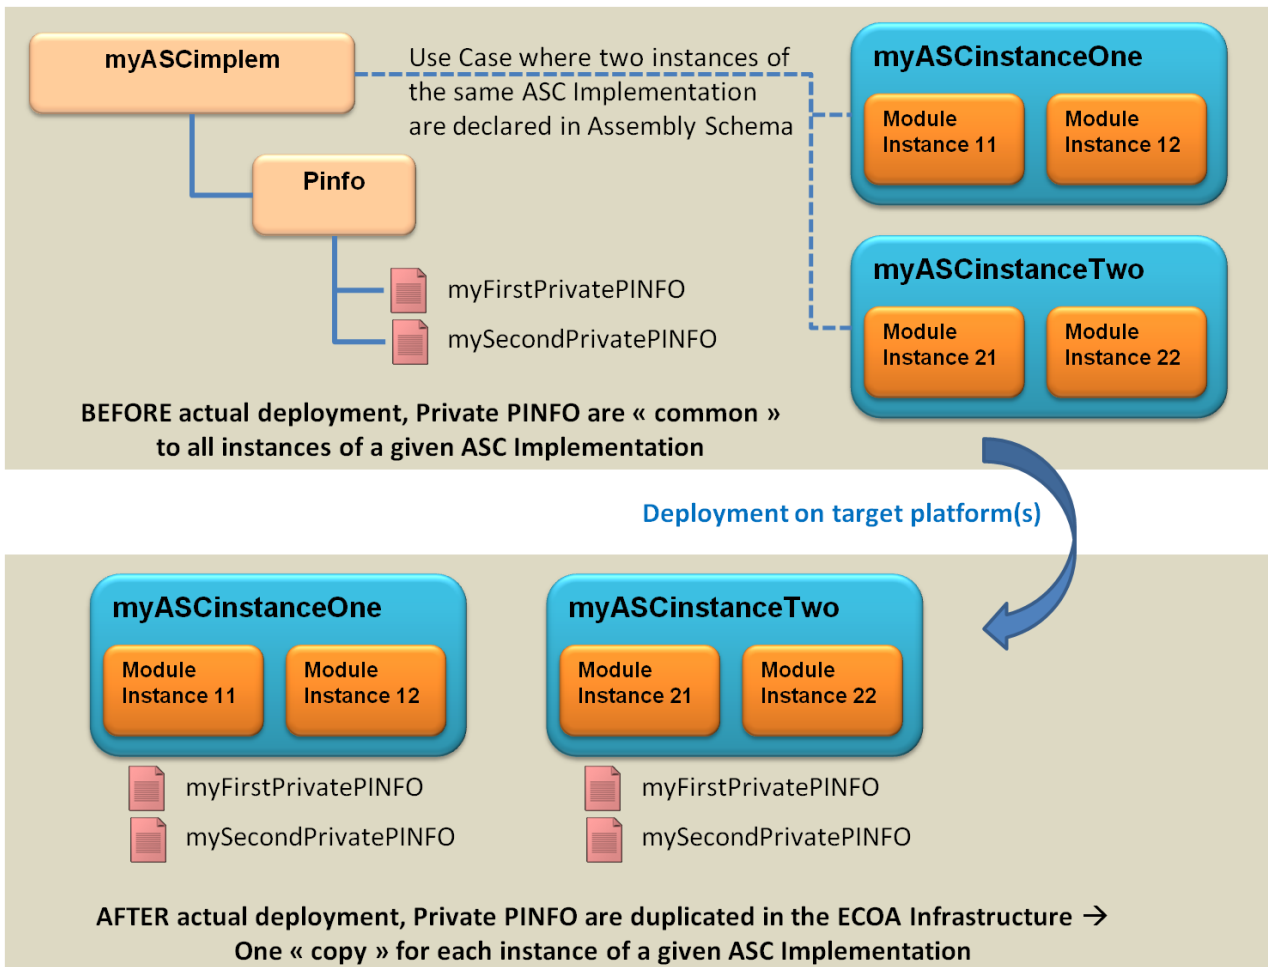 myASCimplem
Use Case where two instances of
the same ASC Implementation
are declared in Assembly Schema
myASCinstanceOne
Module
Instance 11
Module
Instance 12
Pinfo
myFirstPrivatePINFO
mySecondPrivatePINFO
myASCinstanceTwo
Module
Instance 21
Module
Instance 22
BEFORE actual deployment, Private PINFO are « common »
to all instances of a given ASC Implementation
Deployment on target platform(s)
myASCinstanceOne
Module
Instance 11
Module
Instance 12
myFirstPrivatePINFO
mySecondPrivatePINFO
myASCinstanceTwo
Module
Instance 21
Module
Instance 22
myFirstPrivatePINFO
mySecondPrivatePINFO
AFTER actual deployment, Private PINFO are duplicated in the ECOA Infrastructure →
One « copy » for each instance of a given ASC Implementation